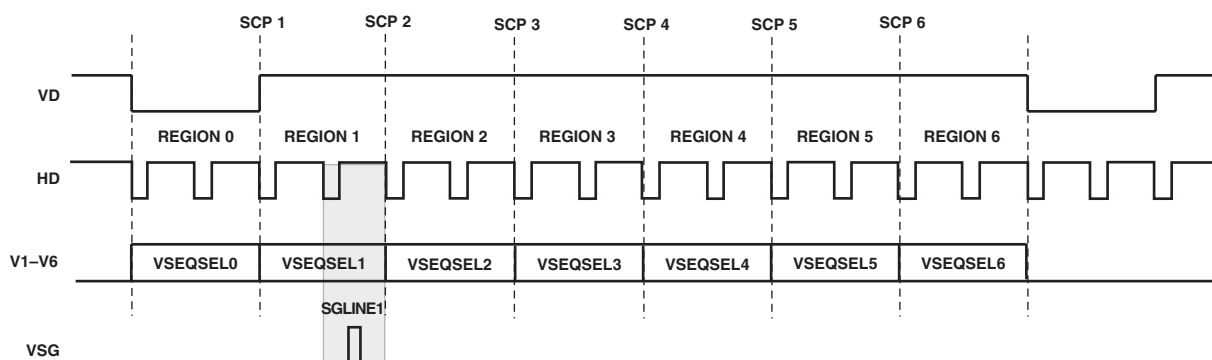 SCP 1 SCP 2 SCP 3 SCP 4 SCP 5 SCP 6
VD
REGION 0 REGION 1 REGION 2 REGION 3 REGION 4 REGION 5 REGION 6
HD
V1–V6 VSEQSEL0 VSEQSEL1 VSEQSEL2 VSEQSEL3 VSEQSEL4 VSEQSEL5 VSEQSEL6
SGLINE1
VSG